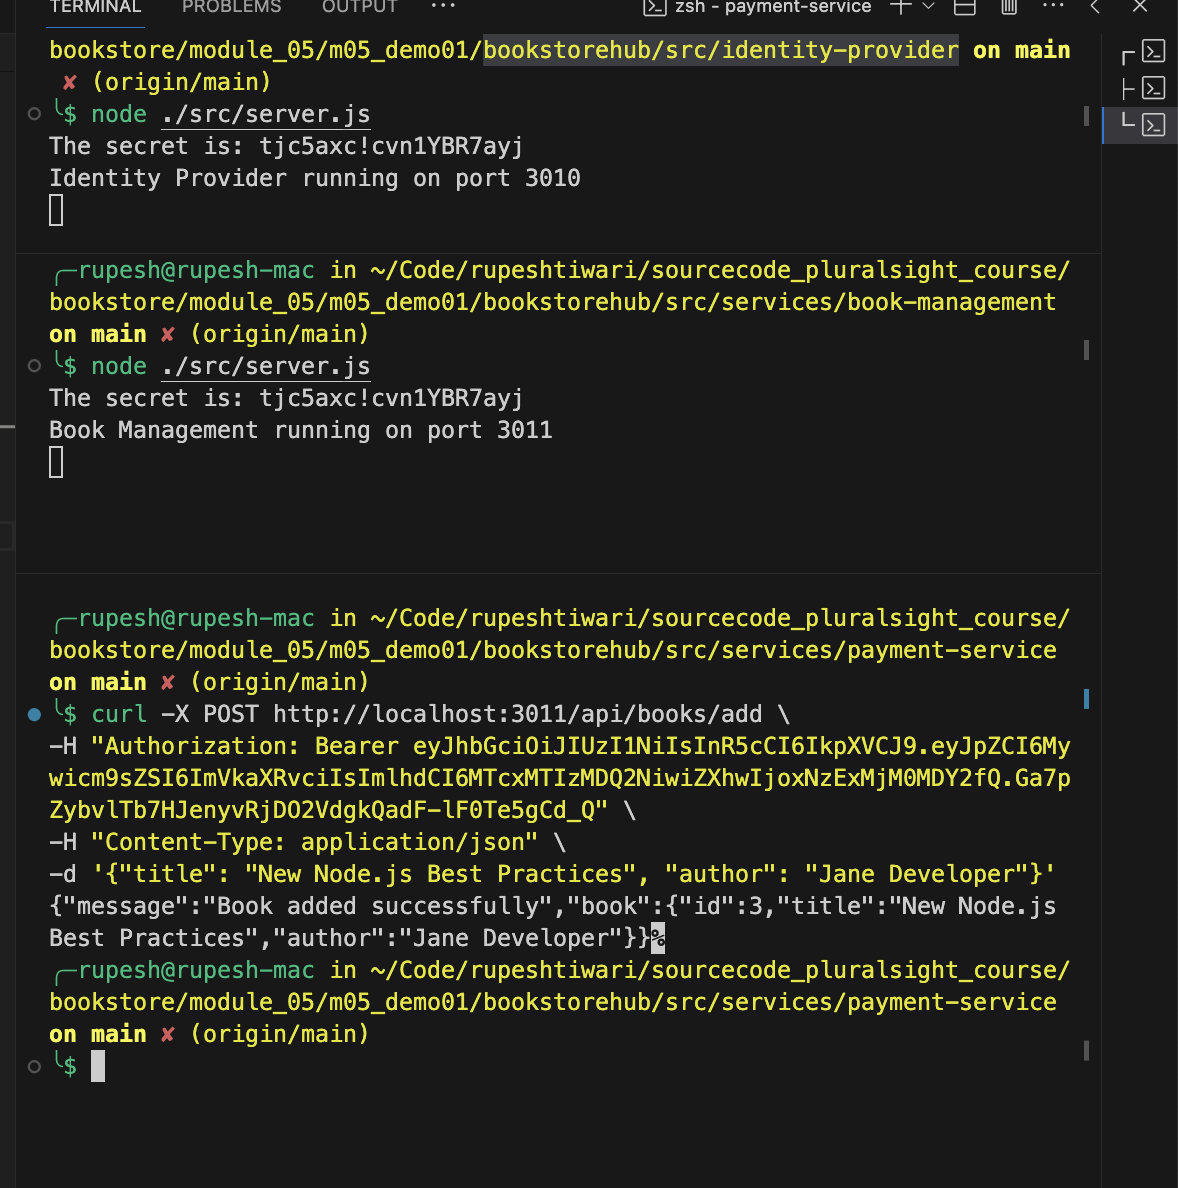 TERMINAL PROBLEMS OUTPUT ··· zsh - payment-service
bookstore/module_05/m05_demo01/bookstorehub/src/identity-provider on main
✘ (origin/main)
╰$ node ./src/server.js
The secret is: tjc5axc!cvn1YBR7ayj
Identity Provider running on port 3010
╭─rupesh@rupesh-mac in ~/Code/rupeshtiwari/sourcecode_pluralsight_course/
bookstore/module_05/m05_demo01/bookstorehub/src/services/book-management
on main ✘ (origin/main)
╰$ node ./src/server.js
The secret is: tjc5axc!cvn1YBR7ayj
Book Management running on port 3011
╭─rupesh@rupesh-mac in ~/Code/rupeshtiwari/sourcecode_pluralsight_course/
bookstore/module_05/m05_demo01/bookstorehub/src/services/payment-service
on main ✘ (origin/main)
╰$ curl -X POST http://localhost:3011/api/books/add \
-H "Authorization: Bearer eyJhbGciOiJIUzI1NiIsInR5cCI6IkpXVCJ9.eyJpZCI6My
wicm9sZSI6ImVkaXRvciIsImlhdCI6MTcxMTIzMDQ2NiwiZXhwIjoxNzExMjM0MDY2fQ.Ga7p
ZybvlTb7HJenyvRjDO2VdgkQadF-lF0Te5gCd_Q" \
-H "Content-Type: application/json" \
-d '{"title": "New Node.js Best Practices", "author": "Jane Developer"}'
{"message":"Book added successfully","book":{"id":3,"title":"New Node.js
Best Practices","author":"Jane Developer"}}%
╭─rupesh@rupesh-mac in ~/Code/rupeshtiwari/sourcecode_pluralsight_course/
bookstore/module_05/m05_demo01/bookstorehub/src/services/payment-service
on main ✘ (origin/main)
╰$